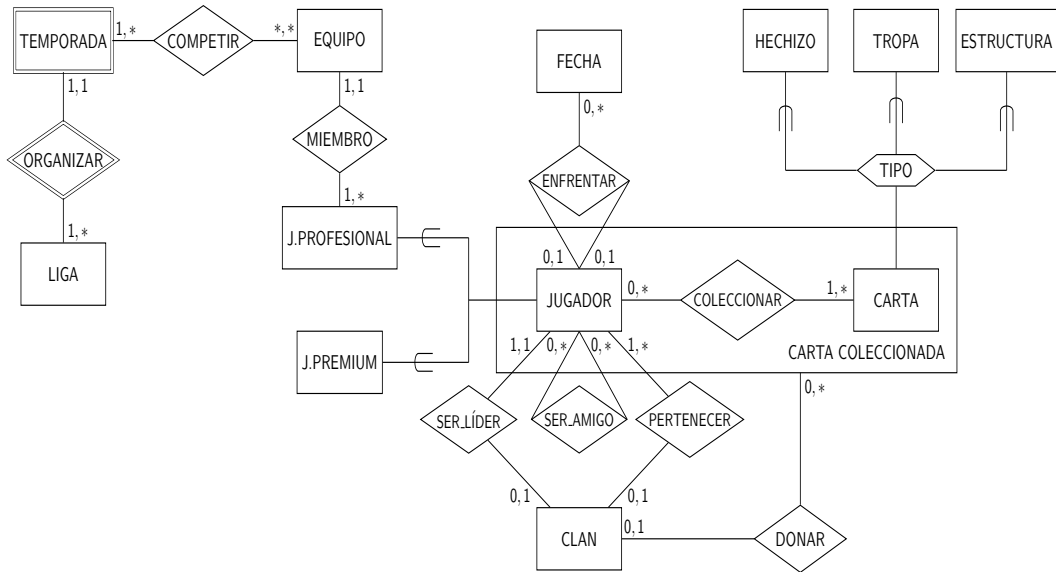 HECHIZO TROPA ESTRUCTURA
TEMPORADA 1,∗ COMPETIR ∗,∗ EQUIPO
FECHA
1,1 1,1
0,∗
MIEMBRO
ORGANIZAR
TIPO
ENFRENTAR
1,∗
J.PROFESIONAL
1,∗
LIGA
0,1 0,1
JUGADOR 0,∗ COLECCIONAR 1,∗ CARTA
J.PREMIUM
1,1 0,∗ 0,∗ 1,∗
CARTA COLECCIONADA
0,∗
SER_LÍDER SER_AMIGO PERTENECER
0,1 0,1
CLAN 0,1 DONAR